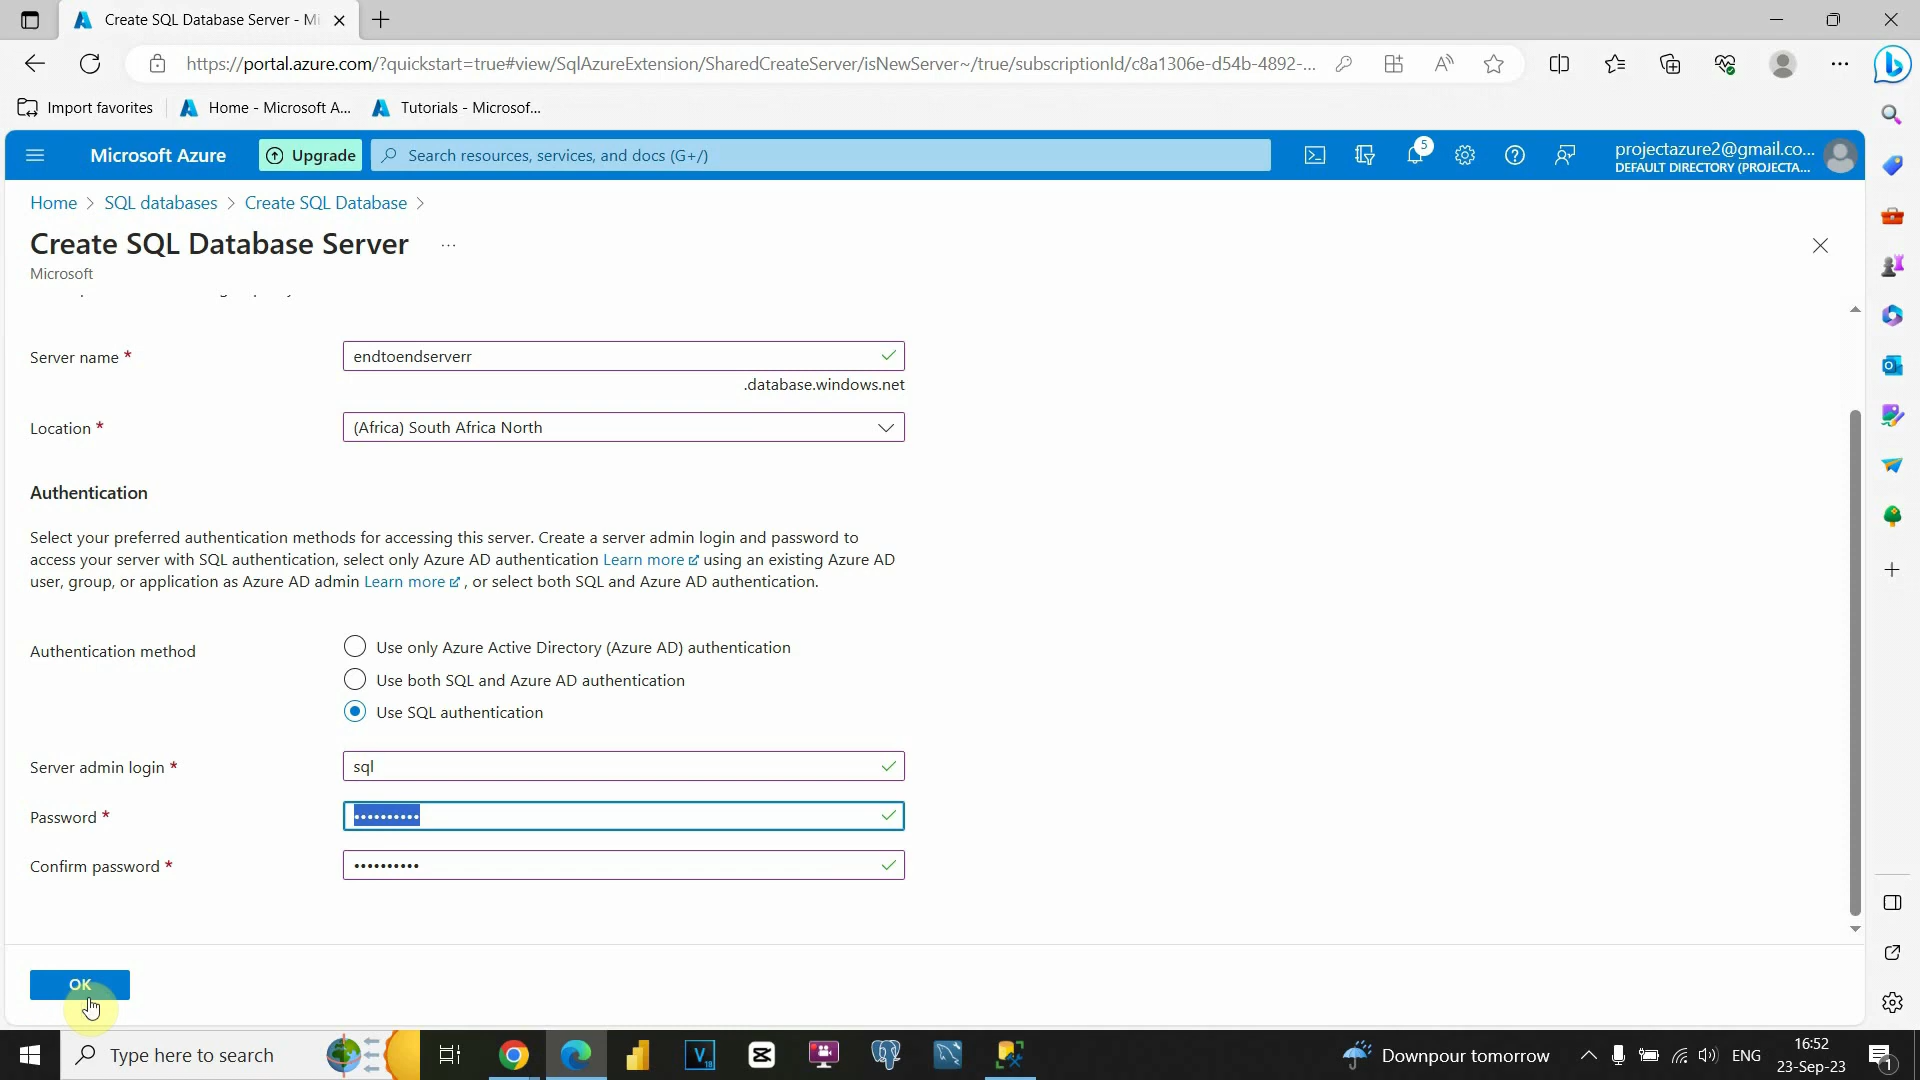 Create SQL Database Server - Mi
https://portal.azure.com/?quickstart=true#view/SqlAzureExtension/SharedCreateServer/isNewServer~/true/subscriptionId/c8a1306e-d54b-4892-...
Import favorites
Home - Microsoft A...
Tutorials - Microsof...
Microsoft Azure
Upgrade
Search resources, services, and docs (G+/)
5
projectazure2@gmail.co...
DEFAULT DIRECTORY (PROJECTA...
Home > SQL databases > Create SQL Database >
Create SQL Database Server ...
Microsoft
Server name *
endtoendserverr
.database.windows.net
Location *
(Africa) South Africa North
Authentication
Select your preferred authentication methods for accessing this server. Create a server admin login and password to
access your server with SQL authentication, select only Azure AD authentication Learn more using an existing Azure AD
user, group, or application as Azure AD admin Learn more , or select both SQL and Azure AD authentication.
Authentication method
Use only Azure Active Directory (Azure AD) authentication
Use both SQL and Azure AD authentication
Use SQL authentication
Server admin login *
sql
Password *
••••••••••
Confirm password *
••••••••••
OK
Type here to search
Downpour tomorrow
ENG
16:52
23-Sep-23
1